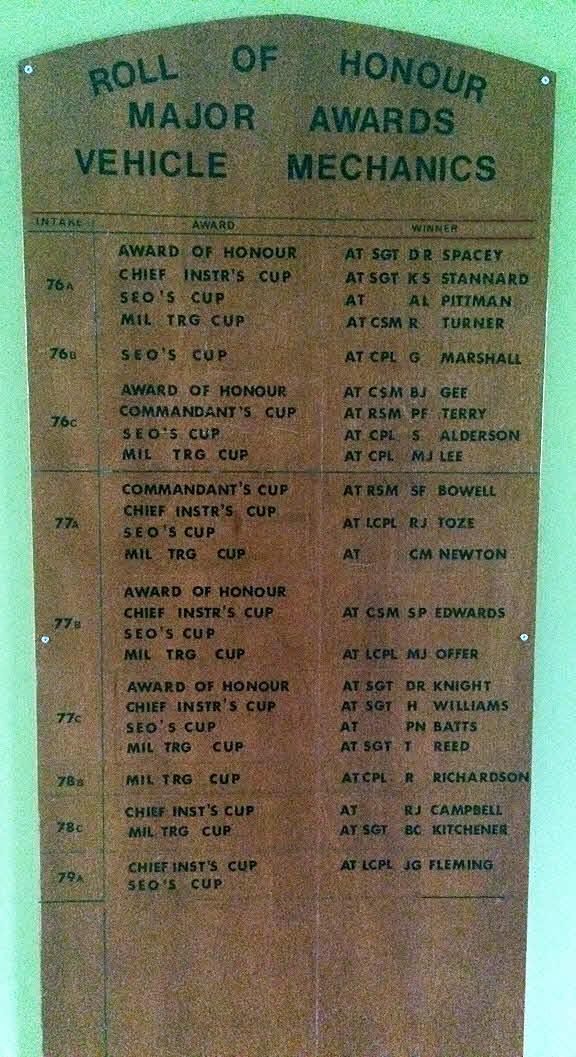 ROLL OF HONOUR
MAJOR AWARDS
VEHICLE MECHANICS
INTAKE AWARD WINNER
76A AWARD OF HONOUR AT SGT D R SPACEY
CHIEF INSTR'S CUP AT SGT K S STANNARD
SEO'S CUP AT AL PITTMAN
MIL TRG CUP AT CSM R TURNER
76B SEO'S CUP AT CPL G MARSHALL
76C AWARD OF HONOUR AT CSM BJ GEE
COMMANDANT'S CUP AT RSM PF TERRY
SEO'S CUP AT CPL S ALDERSON
MIL TRG CUP AT CPL MJ LEE
77A COMMANDANT'S CUP AT RSM SF BOWELL
CHIEF INSTR'S CUP
AT LCPL RJ TOZE
SEO'S CUP
MIL TRG CUP AT CM NEWTON
77B AWARD OF HONOUR
CHIEF INSTR'S CUP AT CSM SP EDWARDS
SEO'S CUP
MIL TRG CUP AT LCPL MJ OFFER
77C AWARD OF HONOUR AT SGT DR KNIGHT
CHIEF INSTR'S CUP AT SGT H WILLIAMS
SEO'S CUP AT PN BATTS
MIL TRG CUP AT SGT T REED
78B MIL TRG CUP AT CPL R RICHARDSON
78C CHIEF INST'S CUP AT RJ CAMPBELL
MIL TRG CUP AT SGT BC KITCHENER
79A CHIEF INST'S CUP AT LCPL JG FLEMING
SEO'S CUP